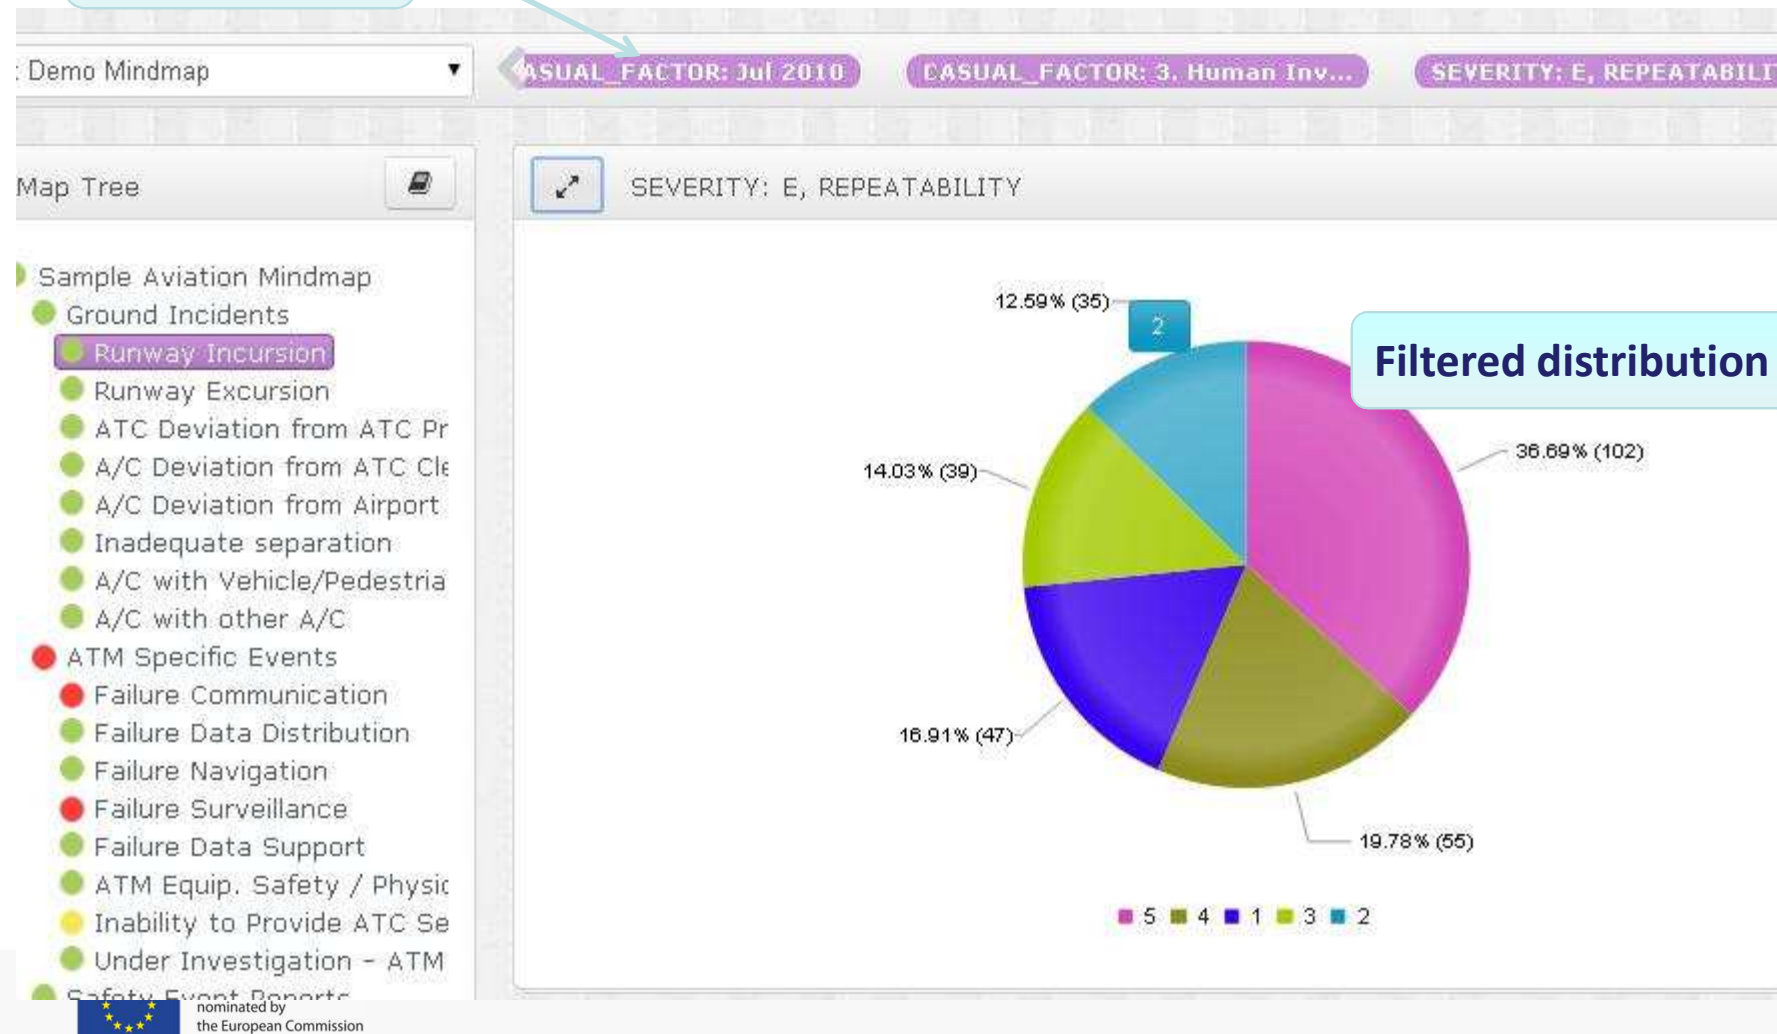 : Demo Mindmap
ASUAL_FACTOR: Jul 2010
CASUAL_FACTOR: 3. Human Inv...
SEVERITY: E, REPEATABILIT
Map Tree
SEVERITY: E, REPEATABILITY
Sample Aviation Mindmap
Ground Incidents
Runway Incursion
Runway Excursion
ATC Deviation from ATC Pr
A/C Deviation from ATC Cle
A/C Deviation from Airport
Inadequate separation
A/C with Vehicle/Pedestria
A/C with other A/C
ATM Specific Events
Failure Communication
Failure Data Distribution
Failure Navigation
Failure Surveillance
Failure Data Support
ATM Equip. Safety / Physic
Inability to Provide ATC Se
Under Investigation - ATM
Safety Event Reports
12.59% (35)
2
Filtered distribution
36.69% (102)
14.03% (39)
16.91% (47)
19.78% (55)
5 4 1 3 2
nominated by
the European Commission